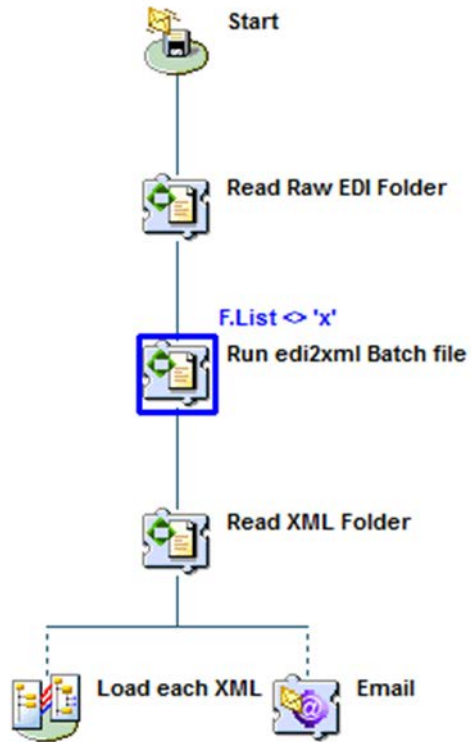 Start
Read Raw EDI Folder
F.List <> 'x'
Run edi2xml Batch file
Read XML Folder
Load each XML
Email